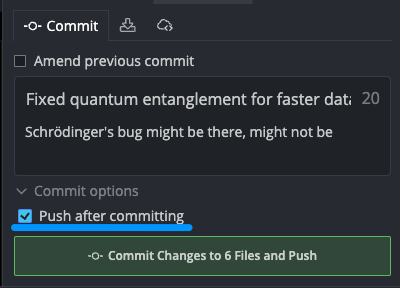 Commit
Amend previous commit
Fixed quantum entanglement for faster data 20
Schrödinger's bug might be there, might not be
Commit options
Push after committing
Commit Changes to 6 Files and Push